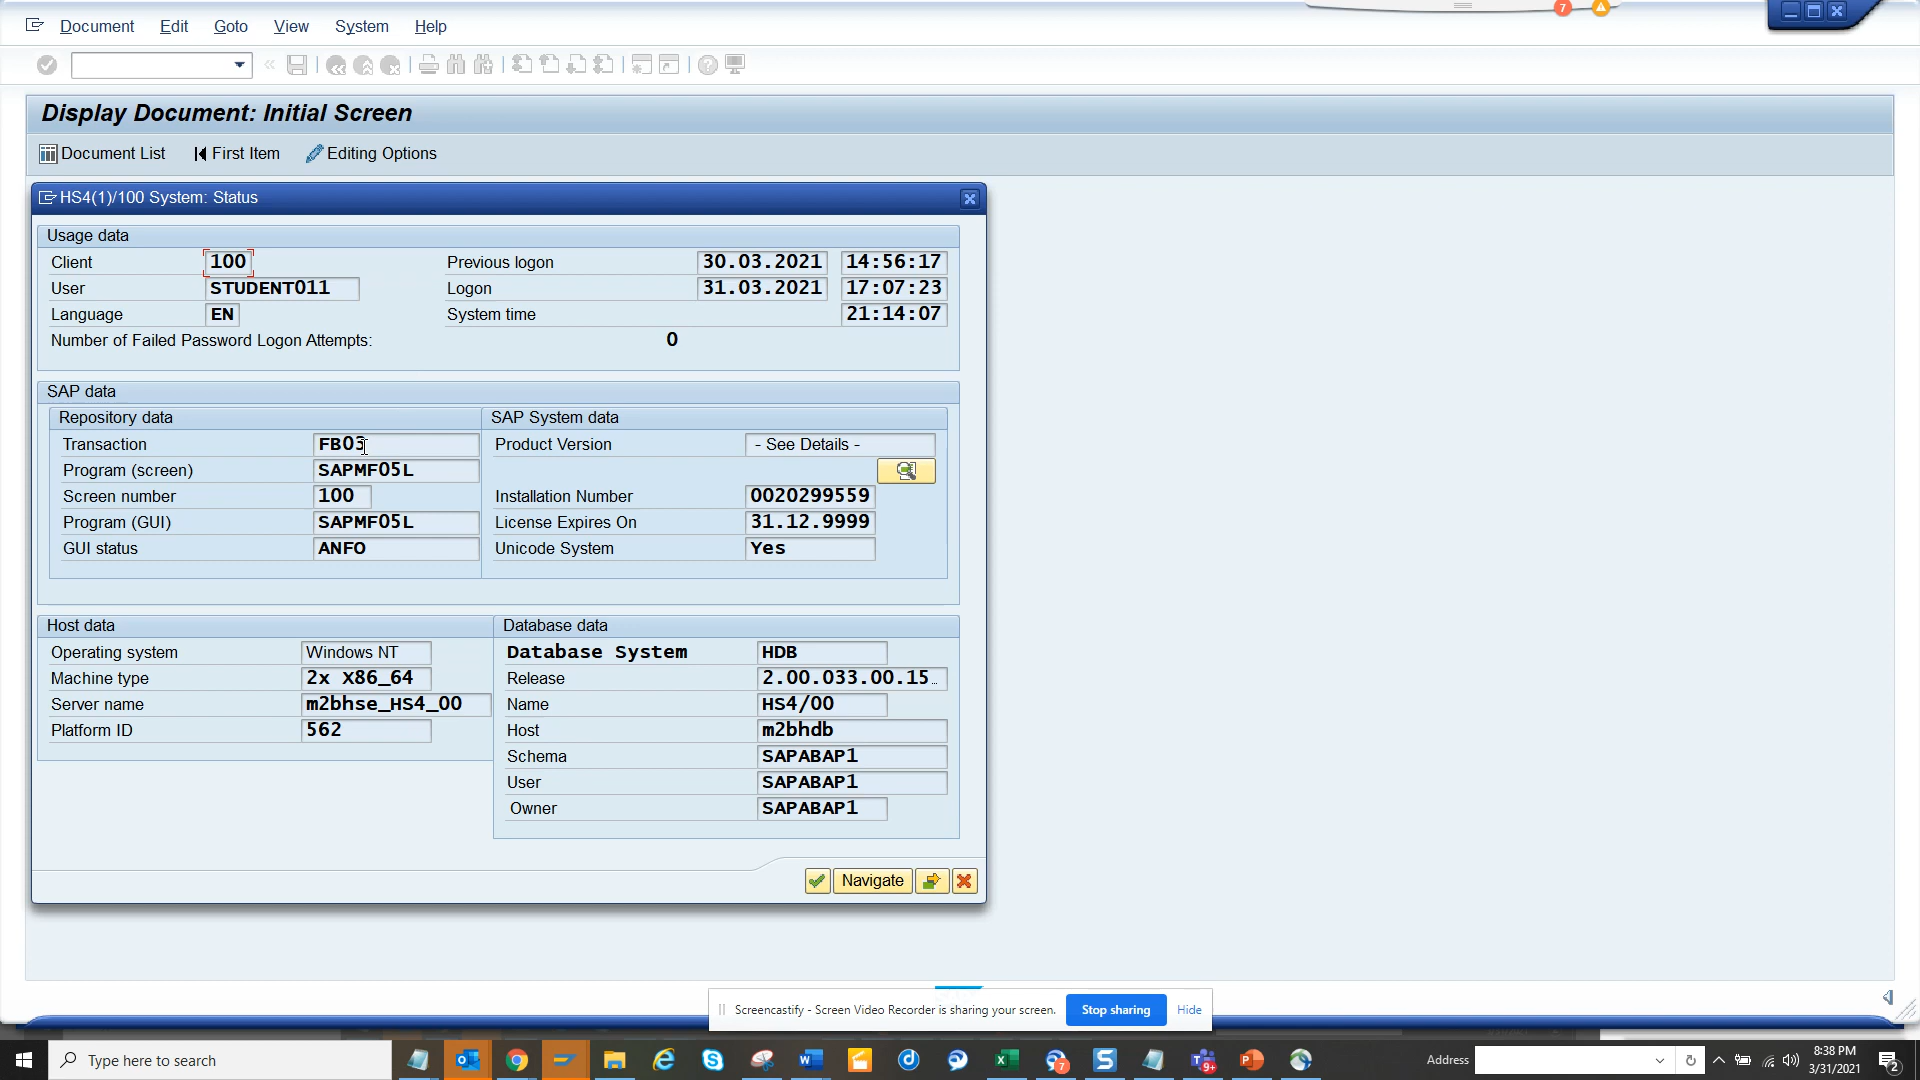 Document Edit Goto View System Help
7
Display Document: Initial Screen
Document List First Item Editing Options
HS4(1)/100 System: Status
Usage data
Client 100 Previous logon 30.03.2021 14:56:17
User STUDENT011 Logon 31.03.2021 17:07:23
Language EN System time 21:14:07
Number of Failed Password Logon Attempts: 0
SAP data
Repository data SAP System data
Transaction FB03 Product Version - See Details -
Program (screen) SAPMF05L
Screen number 100 Installation Number 0020299559
Program (GUI) SAPMF05L License Expires On 31.12.9999
GUI status ANFO Unicode System Yes
Host data Database data
Operating system Windows NT Database System HDB
Machine type 2x X86_64 Release 2.00.033.00.15…
Server name m2bhse_HS4_00 Name HS4/00
Platform ID 562 Host m2bhdb
Schema SAPABAP1
User SAPABAP1
Owner SAPABAP1
Navigate
Screencastify - Screen Video Recorder is sharing your screen. Stop sharing Hide
Type here to search 7 9+ Address 8:38 PM
3/31/2021 2